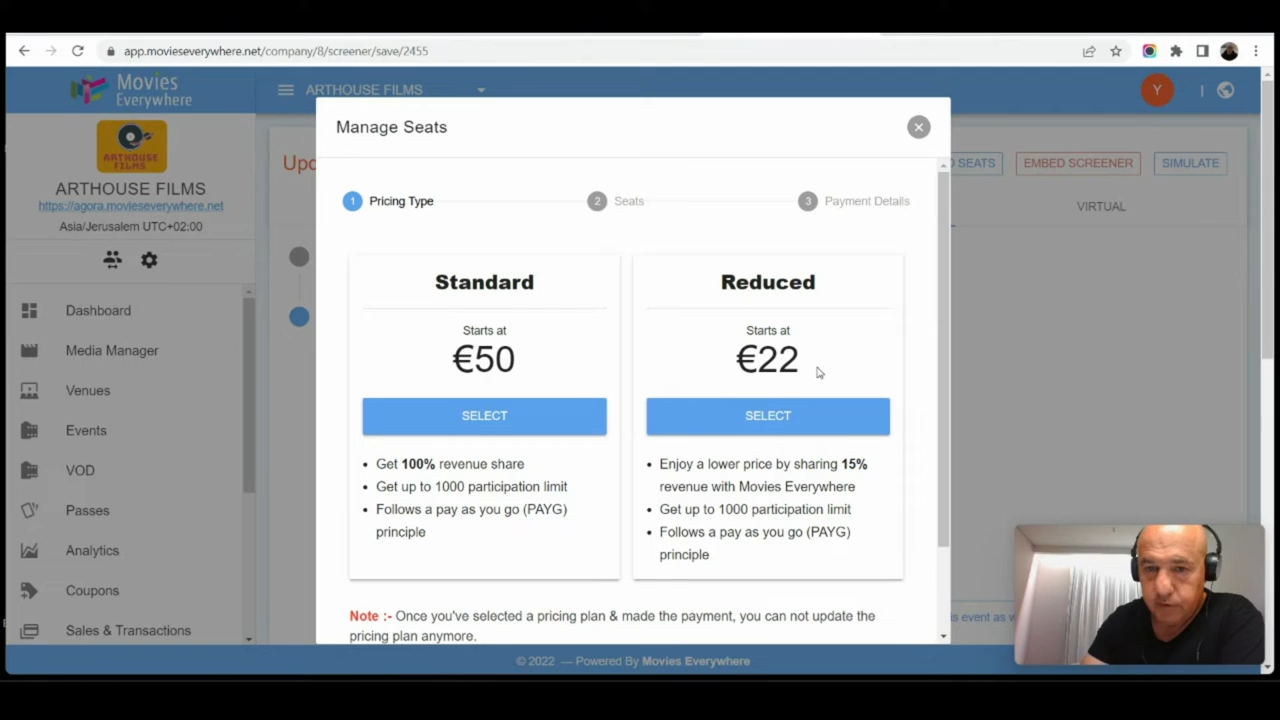 app.movieseverywhere.net/company/8/screener/save/2455
Movies
Everywhere
ARTHOUSE FILMS
Y
ARTHOUSE
FILMS
ARTHOUSE FILMS
https://agora.movieseverywhere.net
Asia/Jerusalem UTC+02:00
Dashboard
Media Manager
Venues
Events
VOD
Passes
Analytics
Coupons
Sales & Transactions
SEATS
EMBED SCREENER
SIMULATE
VIRTUAL
Manage Seats
1 Pricing Type
2 Seats
3 Payment Details
Standard
Starts at
€50
SELECT
• Get 100% revenue share
• Get up to 1000 participation limit
• Follows a pay as you go (PAYG)
principle
Reduced
Starts at
€22
SELECT
• Enjoy a lower price by sharing 15%
revenue with Movies Everywhere
• Get up to 1000 participation limit
• Follows a pay as you go (PAYG)
principle
Note :- Once you've selected a pricing plan & made the payment, you can not update the
pricing plan anymore.
event as
© 2022 — Powered By Movies Everywhere